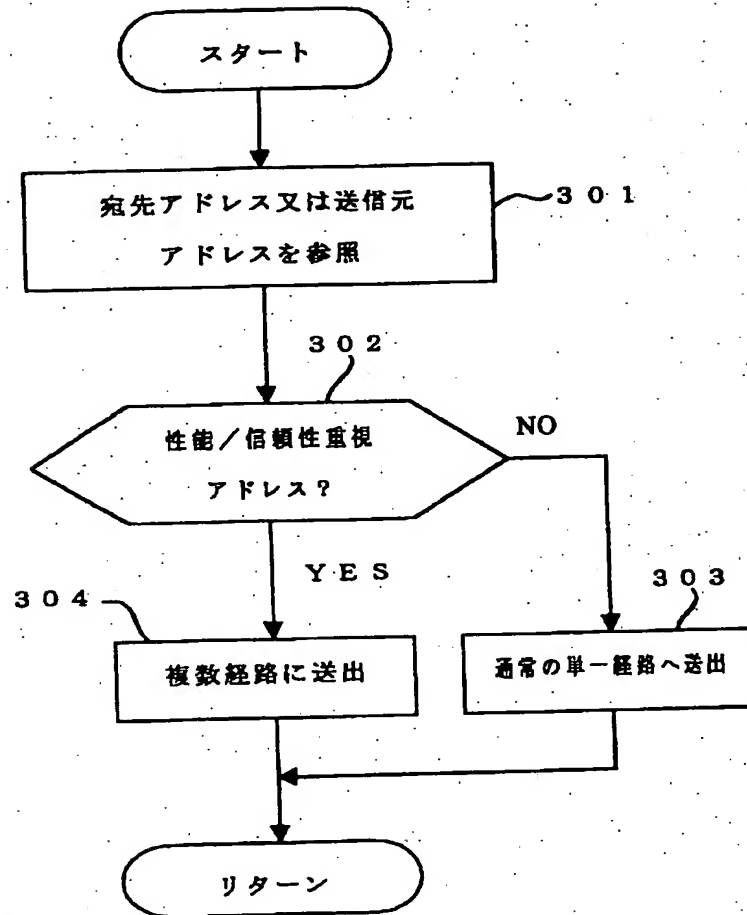 スタート
宛先アドレス又は送信元
アドレスを参照
301
302
性能/信頼性重視
アドレス?
NO
YES
303
304
複数経路に送出
通常の単一経路へ送出
リターン